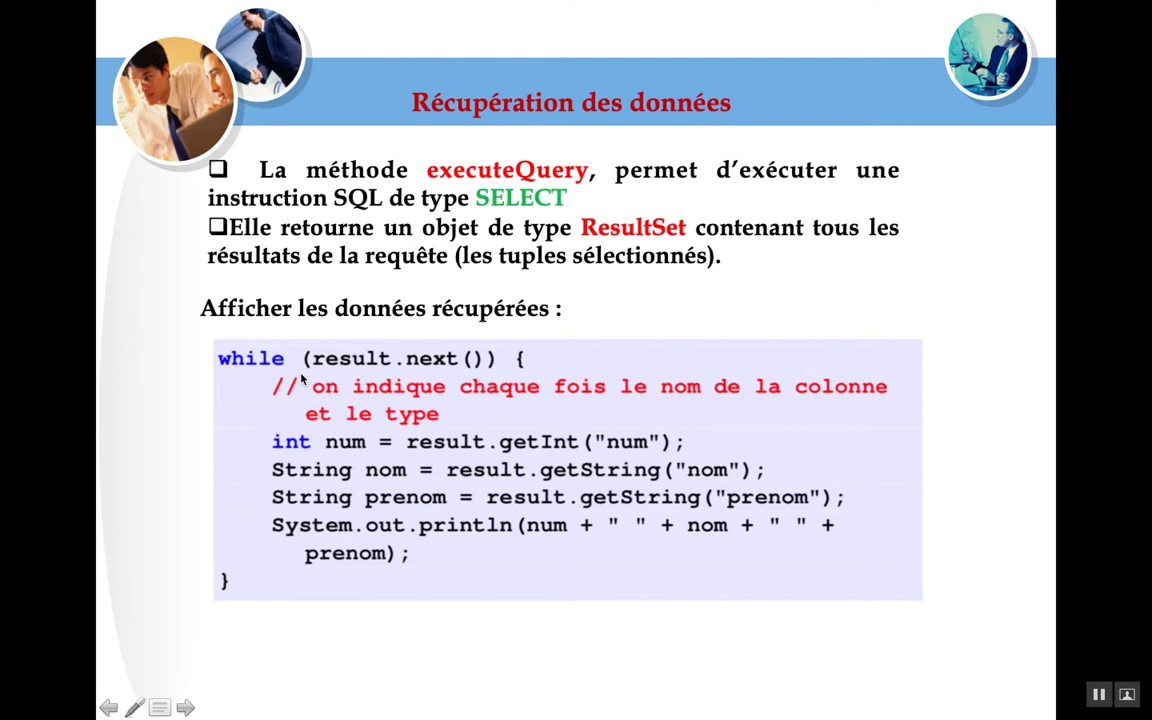 Récupération des données
❑ La méthode executeQuery, permet d’exécuter une
instruction SQL de type SELECT
❑Elle retourne un objet de type ResultSet contenant tous les
résultats de la requête (les tuples sélectionnés).
Afficher les données récupérées :
while (result.next()) {
// on indique chaque fois le nom de la colonne
et le type
int num = result.getInt("num");
String nom = result.getString("nom");
String prenom = result.getString("prenom");
System.out.println(num + " " + nom + " " +
prenom);
}